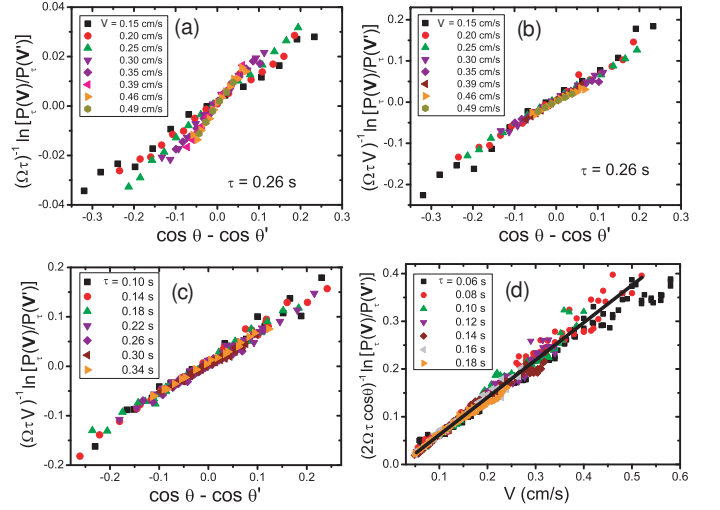 (a)
0.04
0.02
0.00
-0.02
-0.04
V = 0.15 cm/s
0.20 cm/s
0.25 cm/s
0.30 cm/s
0.35 cm/s
0.39 cm/s
0.46 cm/s
0.49 cm/s
τ = 0.26 s
-0.3 -0.2 -0.1 0.0 0.1 0.2 0.3
cos θ - cos θ'
(Ωτ)⁻¹ ln [P_τ(V)/P_τ(V')]
(b)
0.2
0.1
0.0
-0.1
-0.2
V = 0.15 cm/s
0.20 cm/s
0.25 cm/s
0.30 cm/s
0.35 cm/s
0.39 cm/s
0.46 cm/s
0.49 cm/s
τ = 0.26 s
-0.3 -0.2 -0.1 0.0 0.1 0.2 0.3
cos θ - cos θ'
(Ωτ V)⁻¹ ln [P_τ(V)/P_τ(V')]
(c)
0.2
0.1
0.0
-0.1
-0.2
τ = 0.10 s
0.14 s
0.18 s
0.22 s
0.26 s
0.30 s
0.34 s
-0.2 -0.1 0.0 0.1 0.2
cos θ - cos θ'
(Ωτ V)⁻¹ ln [P_τ(V)/P_τ(V')]
(d)
0.4
0.3
0.2
0.1
0.0
τ = 0.06 s
0.08 s
0.10 s
0.12 s
0.14 s
0.16 s
0.18 s
0.0 0.1 0.2 0.3 0.4 0.5 0.6
V (cm/s)
(2Ωτ cosθ)⁻¹ ln [P_τ(V)/P_τ(V')]